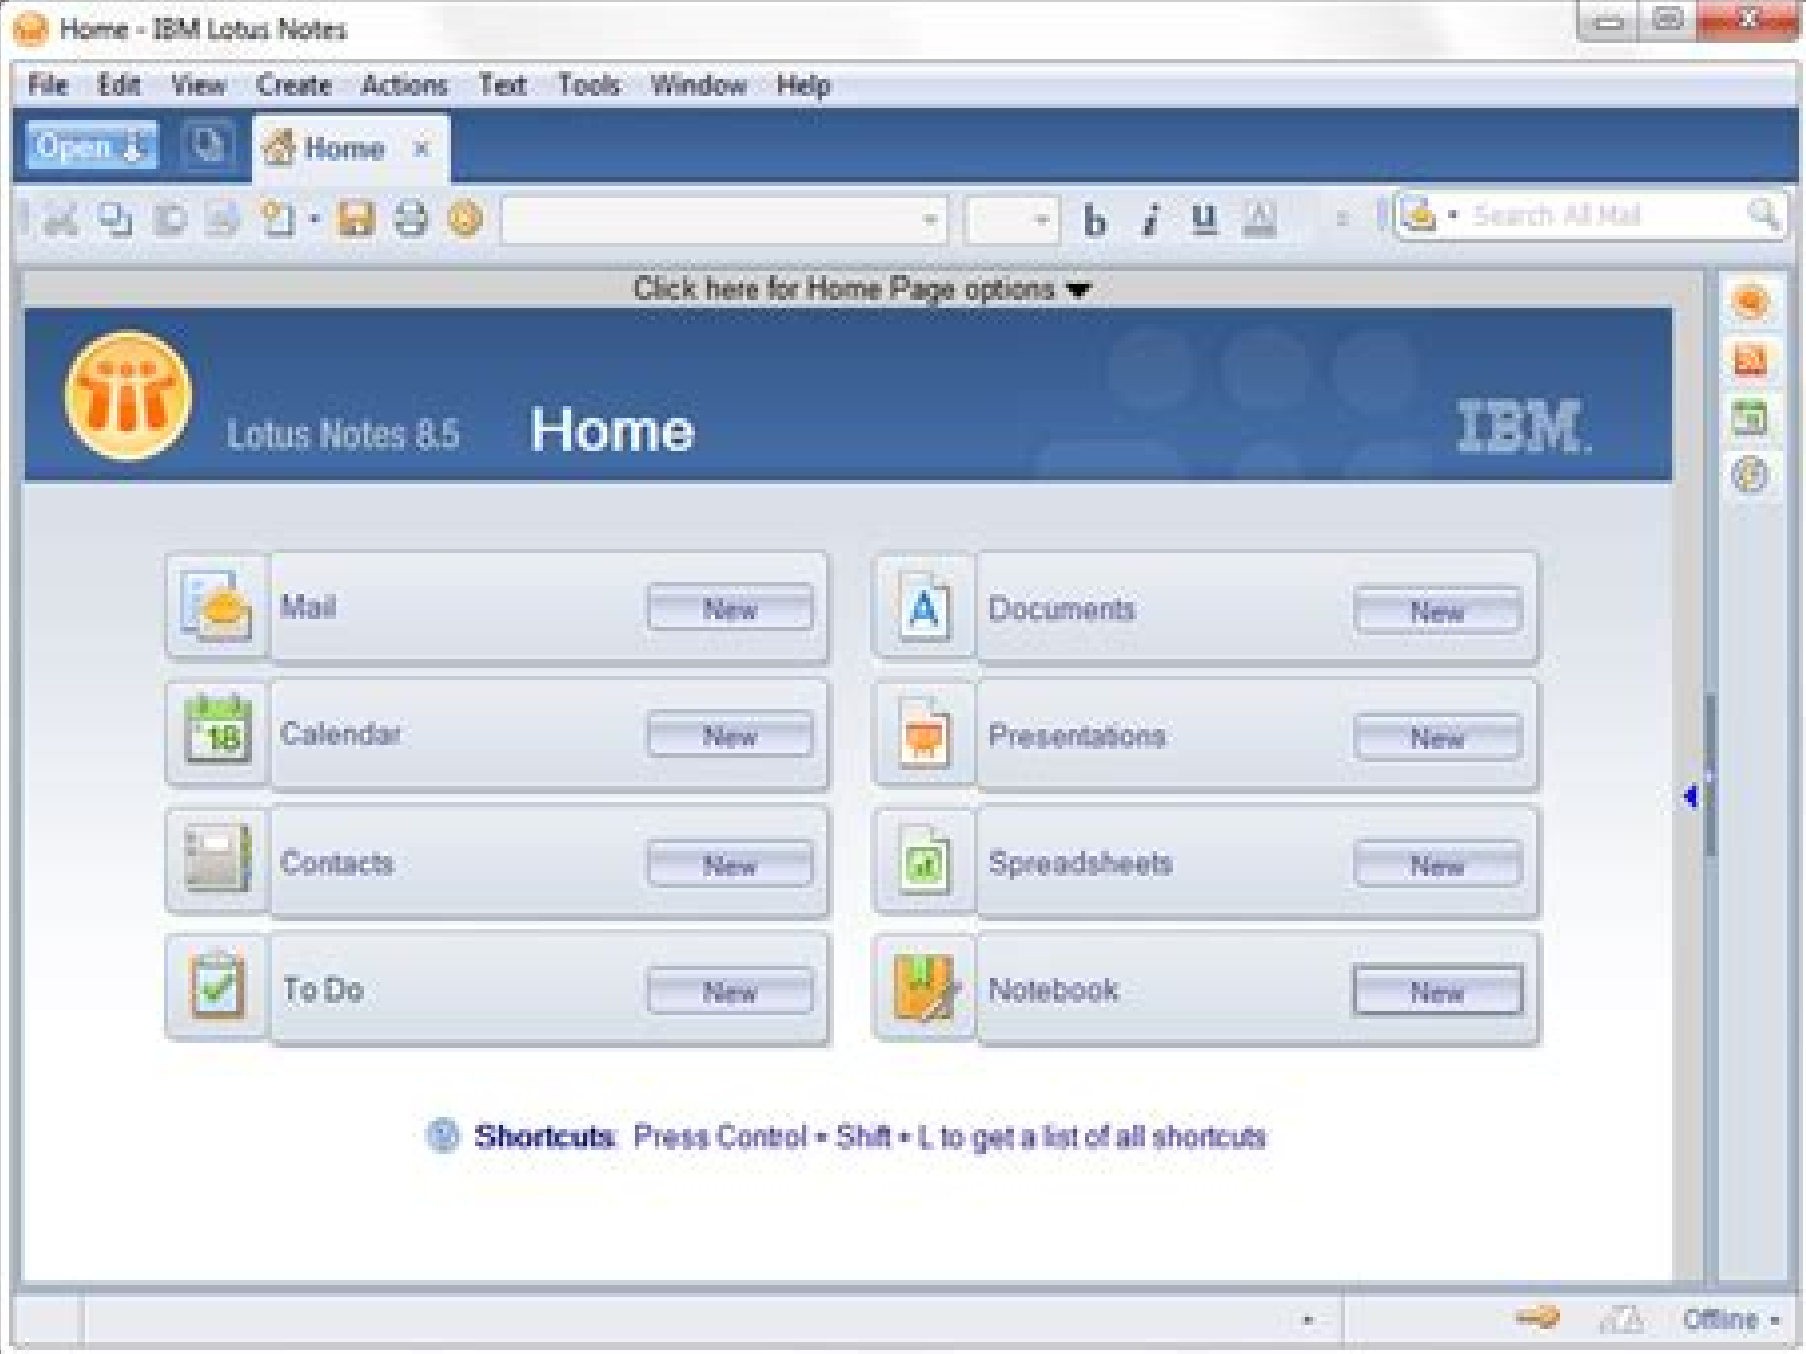 Home - IBM Lotus Notes
File Edit View Create Actions Text Tools Window Help
Open Home ×
b i u A Search All Mail
Click here for Home Page options
Lotus Notes 8.5 Home IBM.
Mail New
Documents New
18 Calendar New
Presentations New
Contacts New
Spreadsheets New
To Do New
Notebook New
Shortcuts: Press Control + Shift + L to get a list of all shortcuts
Offline